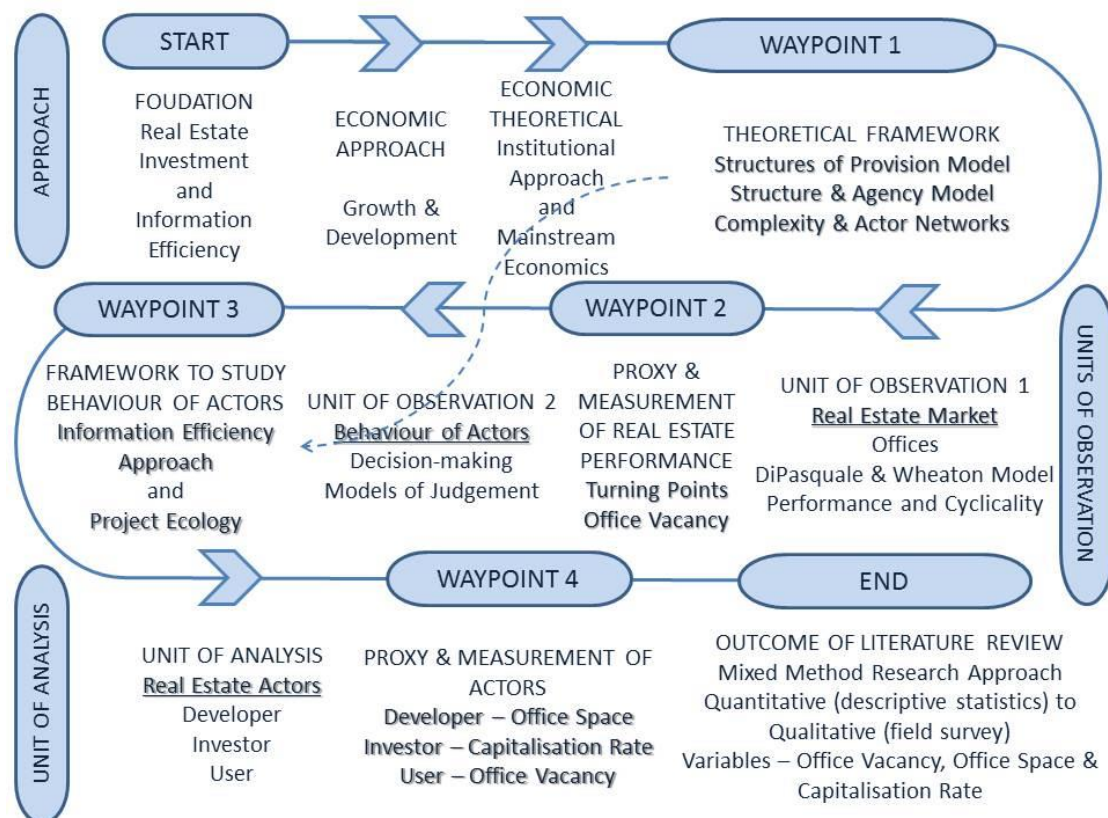 APPROACH
START
FOUDATION
Real Estate
Investment
and
Information
Efficiency
ECONOMIC
APPROACH
Growth &
Development
ECONOMIC
THEORETICAL
Institutional
Approach
and
Mainstream
Economics
WAYPOINT 1
THEORETICAL FRAMEWORK
Structures of Provision Model
Structure & Agency Model
Complexity & Actor Networks
UNITS OF OBSERVATION
UNIT OF OBSERVATION 1
Real Estate Market
Offices
DiPasquale & Wheaton Model
Performance and Cyclicality
WAYPOINT 2
PROXY &
MEASUREMENT
OF REAL ESTATE
PERFORMANCE
Turning Points
Office Vacancy
UNIT OF OBSERVATION 2
Behaviour of Actors
Decision-making
Models of Judgement
WAYPOINT 3
FRAMEWORK TO STUDY
BEHAVIOUR OF ACTORS
Information Efficiency
Approach
and
Project Ecology
UNIT OF ANALYSIS
UNIT OF ANALYSIS
Real Estate Actors
Developer
Investor
User
WAYPOINT 4
PROXY & MEASUREMENT OF
ACTORS
Developer – Office Space
Investor – Capitalisation Rate
User – Office Vacancy
END
OUTCOME OF LITERATURE REVIEW
Mixed Method Research Approach
Quantitative (descriptive statistics) to
Qualitative (field survey)
Variables – Office Vacancy, Office Space &
Capitalisation Rate